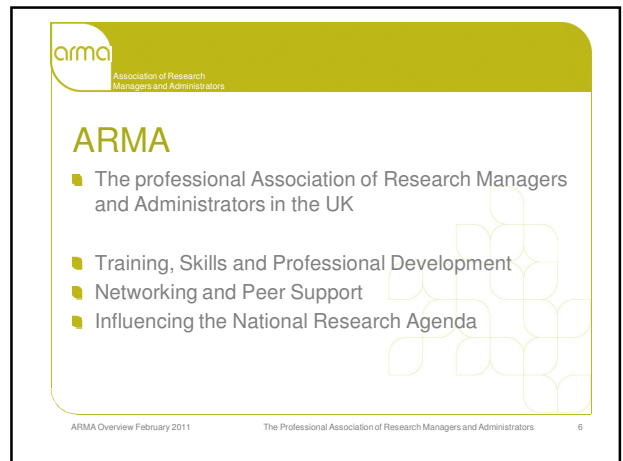 arma
Association of Research
Managers and Administrators
ARMA
The professional Association of Research Managers
and Administrators in the UK
Training, Skills and Professional Development
Networking and Peer Support
Influencing the National Research Agenda
ARMA Overview February 2011 The Professional Association of Research Managers and Administrators 6